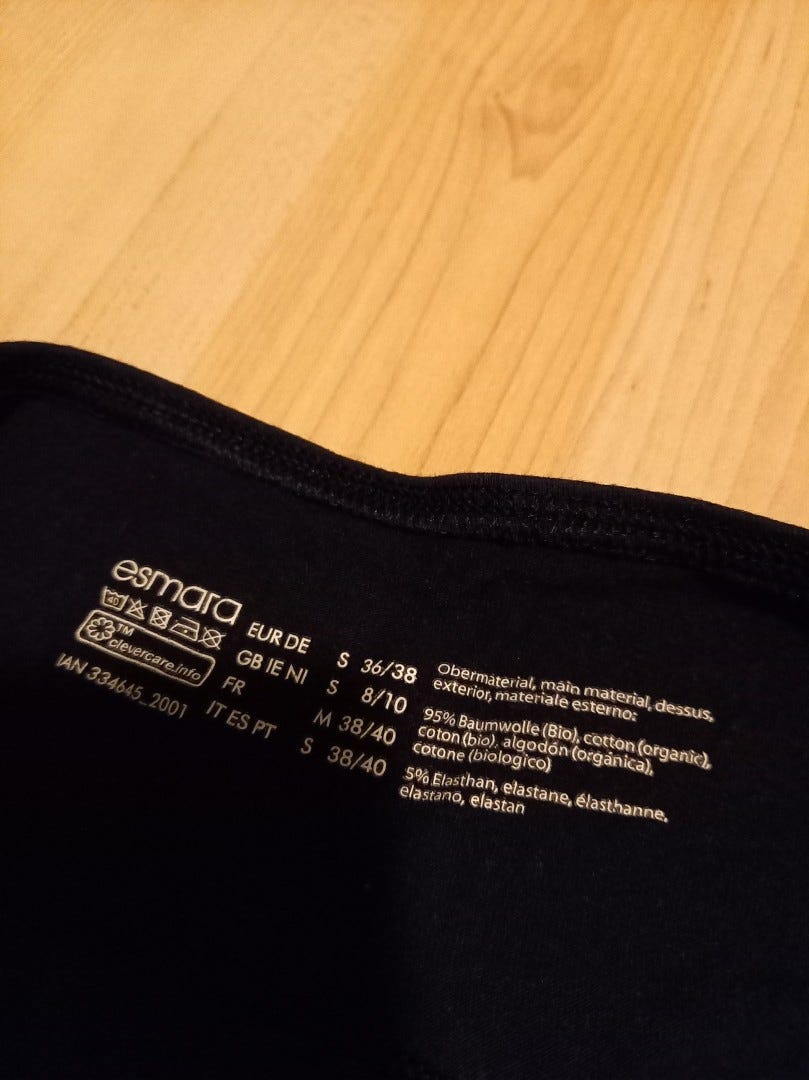 esmara
40
TM
clevercare.info
IAN 334645_2001
EUR DE S 36/38
GB IE NI S 8/10
FR M 38/40
IT ES PT S 38/40
Obermaterial, main material, dessus,
exterior, materiale esterno:
95% Baumwolle (Bio), cotton (organic),
coton (bio), algodón (orgánica),
cotone (biologico)
5% Elasthan, elastane, élasthanne,
elastano, elastan